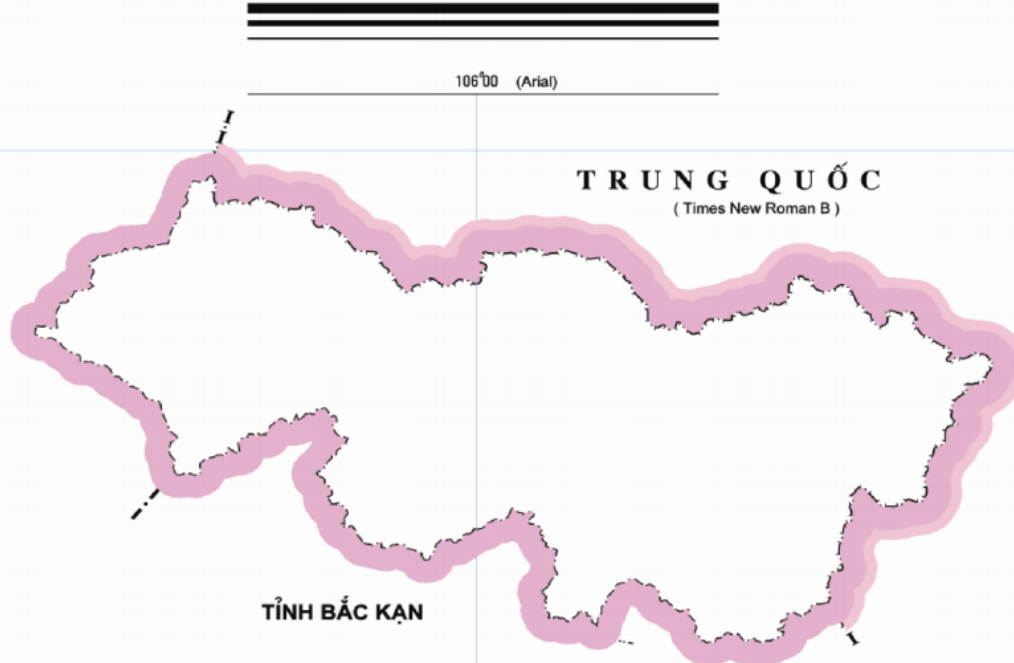 106°00 (Arial)
TRUNG QUỐC
( Times New Roman B )
TỈNH BẮC KẠN